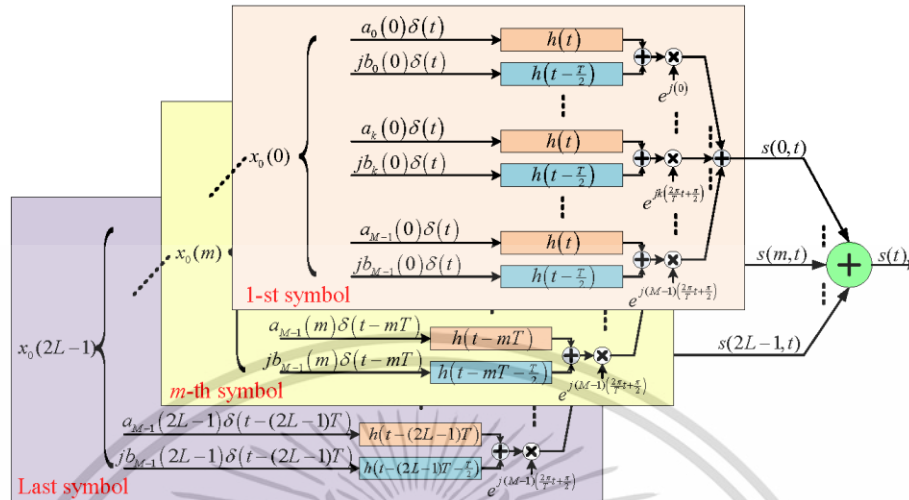 a₀(0)δ(t)
h(t)
jb₀(0)δ(t)
h(t-T/2)
e^{j(0)}
x₀(0)
aₖ(0)δ(t)
h(t)
jbₖ(0)δ(t)
h(t-T/2)
e^{jk(2π/T t+π/2)}
s(0,t)
a_{M-1}(0)δ(t)
h(t)
jb_{M-1}(0)δ(t)
h(t-T/2)
e^{j(M-1)(2π/T t+π/2)}
1-st symbol
x₀(m)
s(m,t)
+
s(t)
a_{M-1}(m)δ(t-mT)
h(t-mT)
jb_{M-1}(m)δ(t-mT)
h(t-mT-T/2)
e^{j(M-1)(2π/T t+π/2)}
m-th symbol
x₀(2L-1)
s(2L-1,t)
a_{M-1}(2L-1)δ(t-(2L-1)T)
h(t-(2L-1)T)
jb_{M-1}(2L-1)δ(t-(2L-1)T)
h(t-(2L-1)T-T/2)
e^{j(M-1)(2π/T t+π/2)}
Last symbol